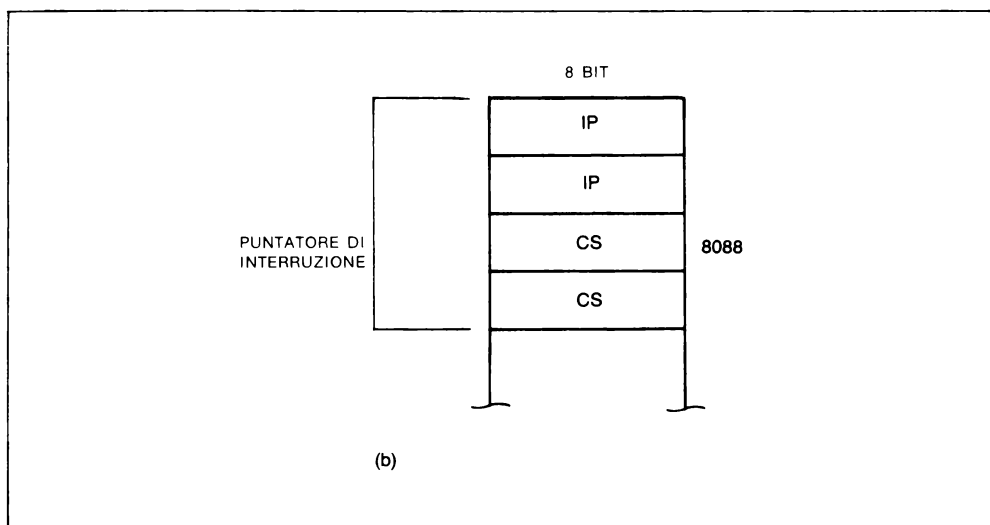 8 BIT
IP
IP
PUNTATORE DI
INTERRUZIONE
CS
8088
CS
(b)